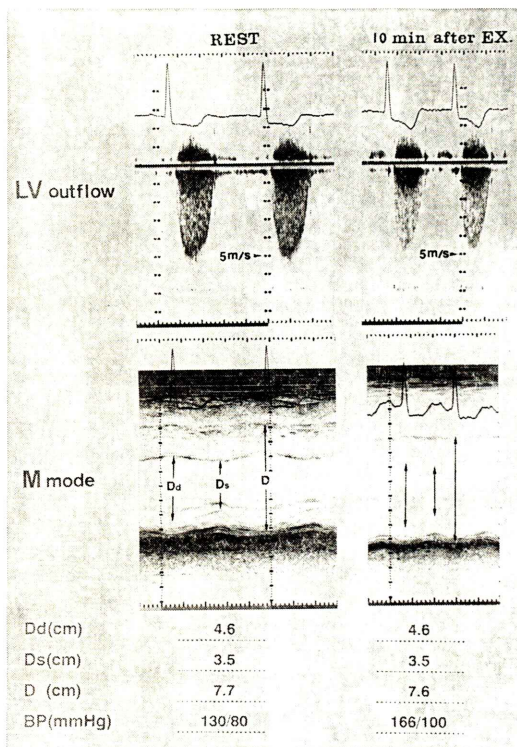 REST 10 min after EX.
LV outflow
5m/s 5m/s
Dd Ds D
M mode
Dd(cm) 4.6 4.6
Ds(cm) 3.5 3.5
D (cm) 7.7 7.6
BP(mmHg) 130/80 166/100